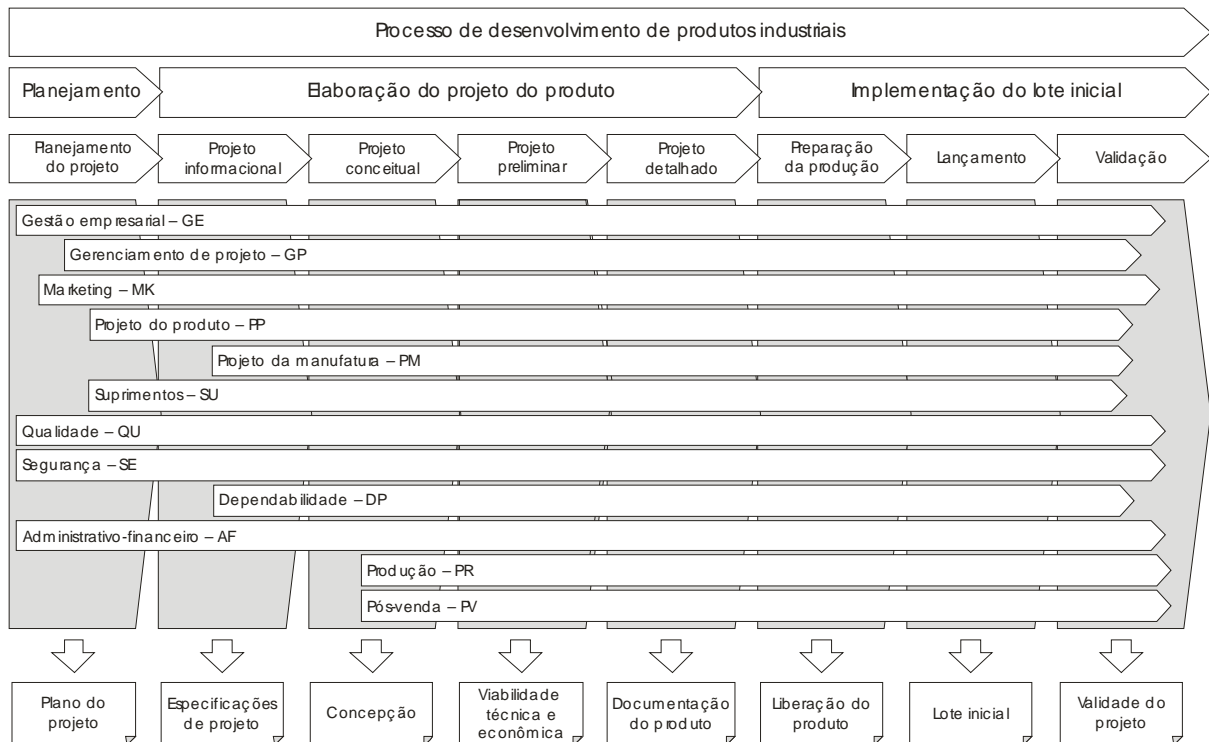 Processo de desenvolvimento de produtos industriais
Planejamento
Elaboração do projeto do produto
Implementação do lote inicial
Planejamento
do projeto
Projeto
informacional
Projeto
conceitual
Projeto
preliminar
Projeto
detalhado
Preparação
da produção
Lançamento
Validação
Gestão empresarial – GE
Gerenciamento de projeto – GP
Marketing – MK
Projeto do produto – PP
Projeto da manufatura – PM
Suprimentos – SU
Qualidade – QU
Segurança – SE
Dependabilidade – DP
Administrativo-financeiro – AF
Produção – PR
Pós-venda – PV
Plano do
projeto
Especificações
de projeto
Concepção
Viabilidade
técnica e
econômica
Documentação
do produto
Liberação do
produto
Lote inicial
Validade do
projeto